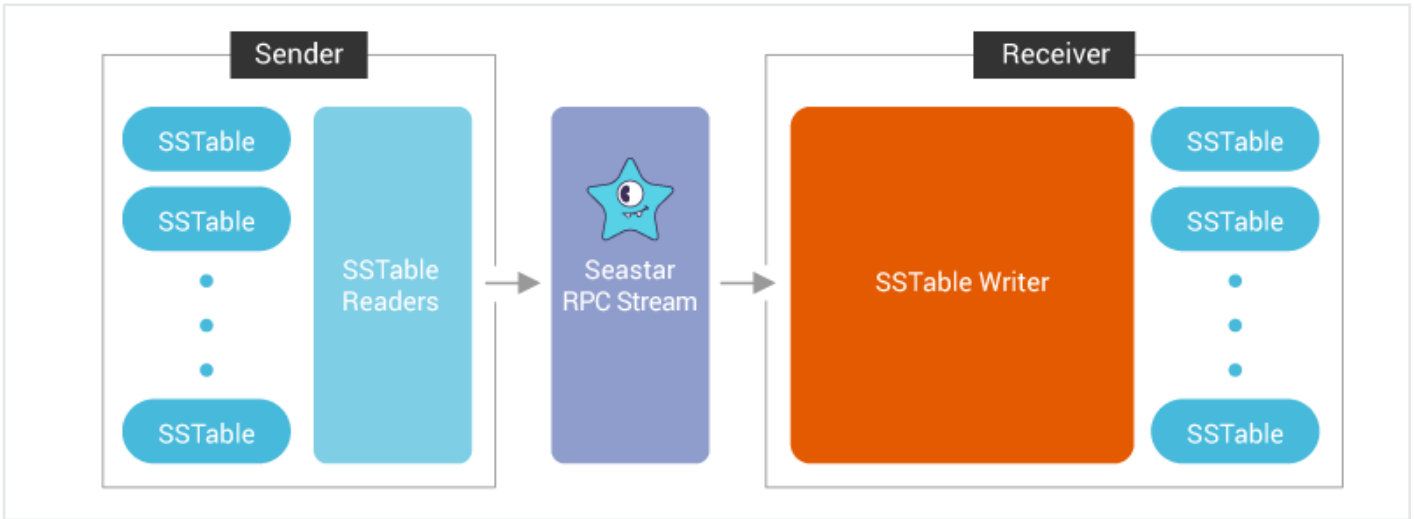 Sender
Receiver
SSTable
SSTable
SSTable
SSTable
Readers
Seastar
RPC Stream
SSTable Writer
SSTable
SSTable
SSTable